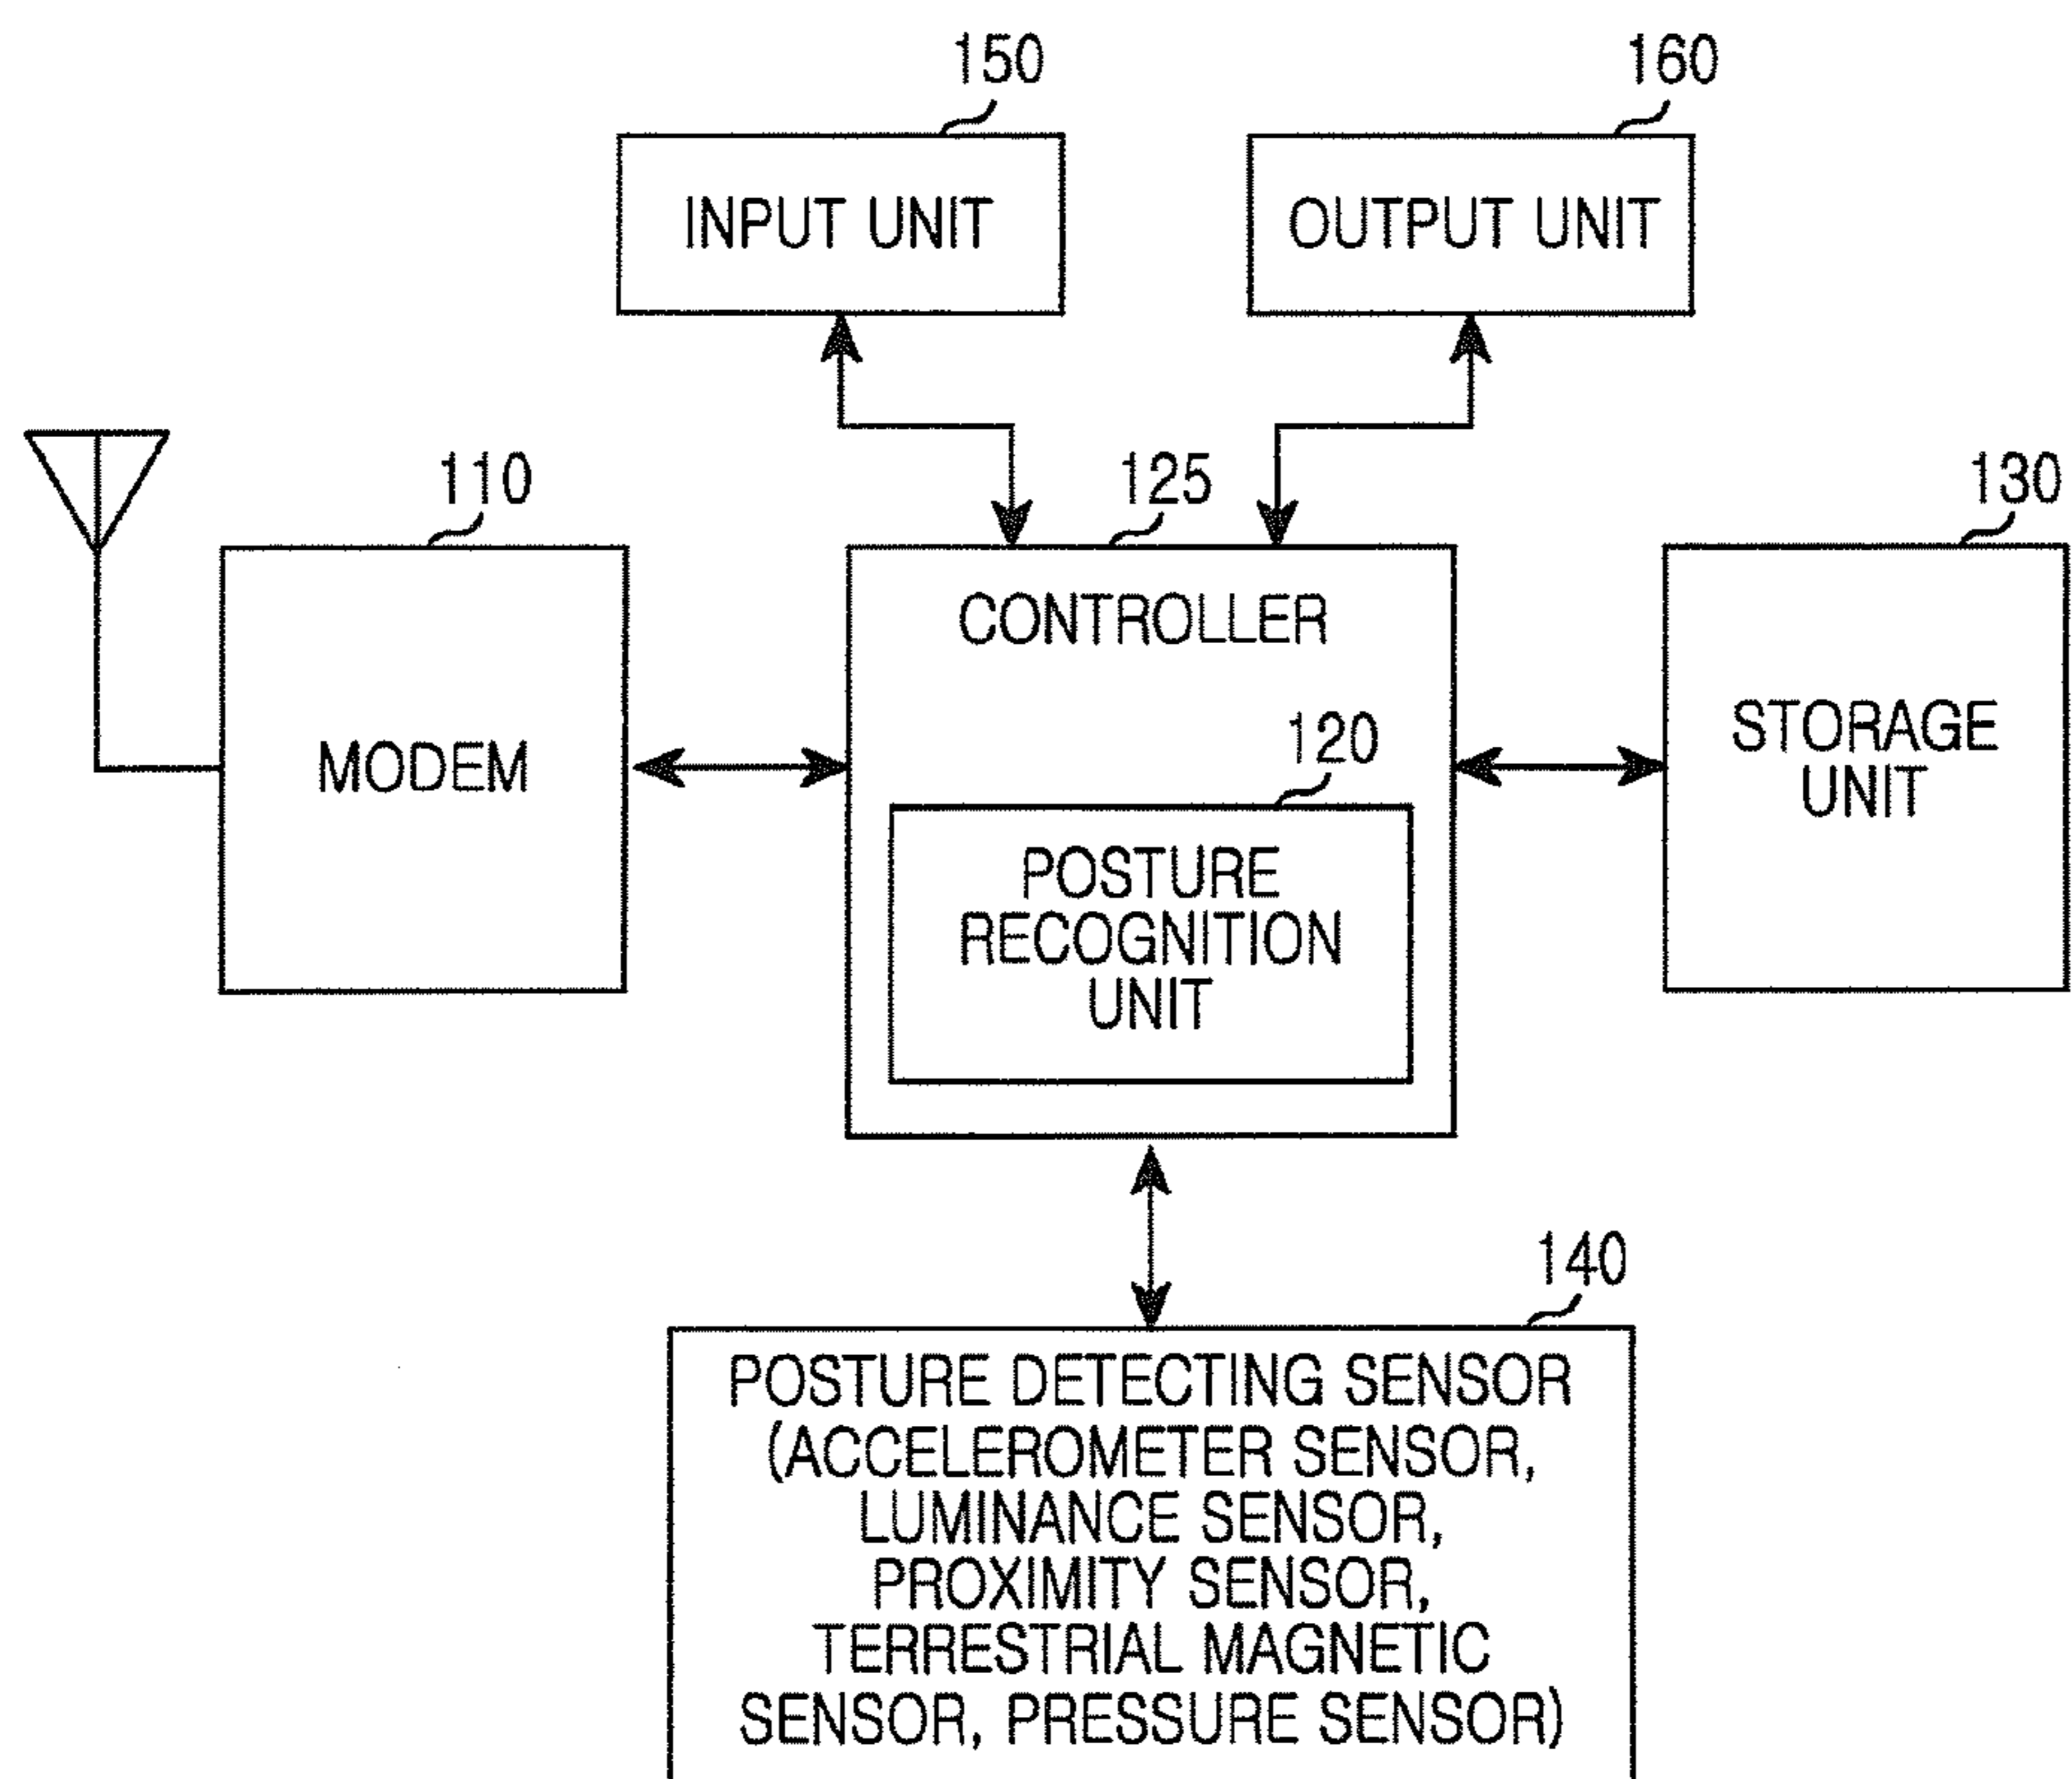 150
160
INPUT UNIT
OUTPUT UNIT
110
125
130
CONTROLLER
MODEM
STORAGE
UNIT
120
POSTURE
RECOGNITION
UNIT
140
POSTURE DETECTING SENSOR
(ACCELEROMETER SENSOR,
LUMINANCE SENSOR,
PROXIMITY SENSOR,
TERRESTRIAL MAGNETIC
SENSOR, PRESSURE SENSOR)